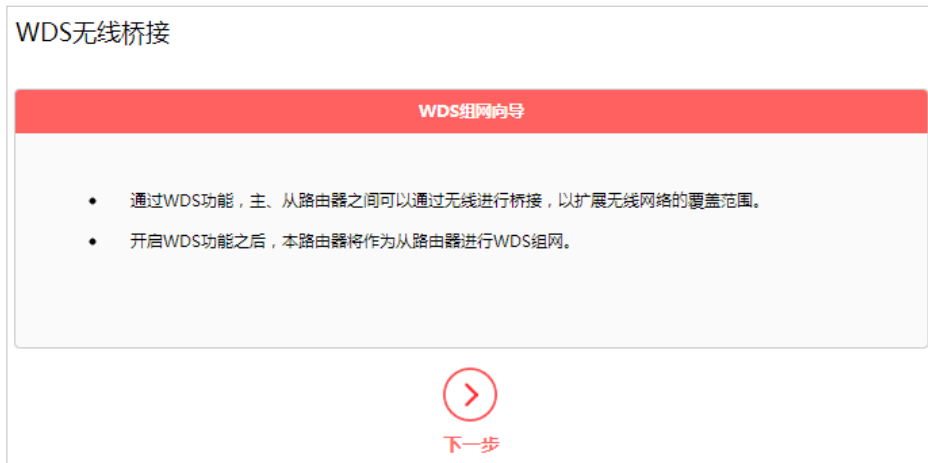 WDS无线桥接
WDS组网向导
通过WDS功能，主、从路由器之间可以通过无线进行桥接，以扩展无线网络的覆盖范围。
开启WDS功能之后，本路由器将作为从路由器进行WDS组网。
下一步